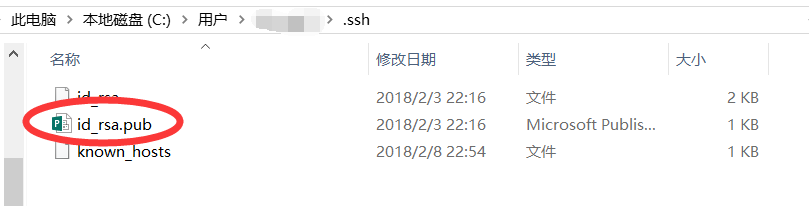 此电脑 > 本地磁盘 (C:) > 用户 > > .ssh
名称 修改日期 类型 大小
id_rsa 2018/2/3 22:16 文件 2 KB
id_rsa.pub 2018/2/3 22:16 Microsoft Publis... 1 KB
known_hosts 2018/2/8 22:54 文件 1 KB